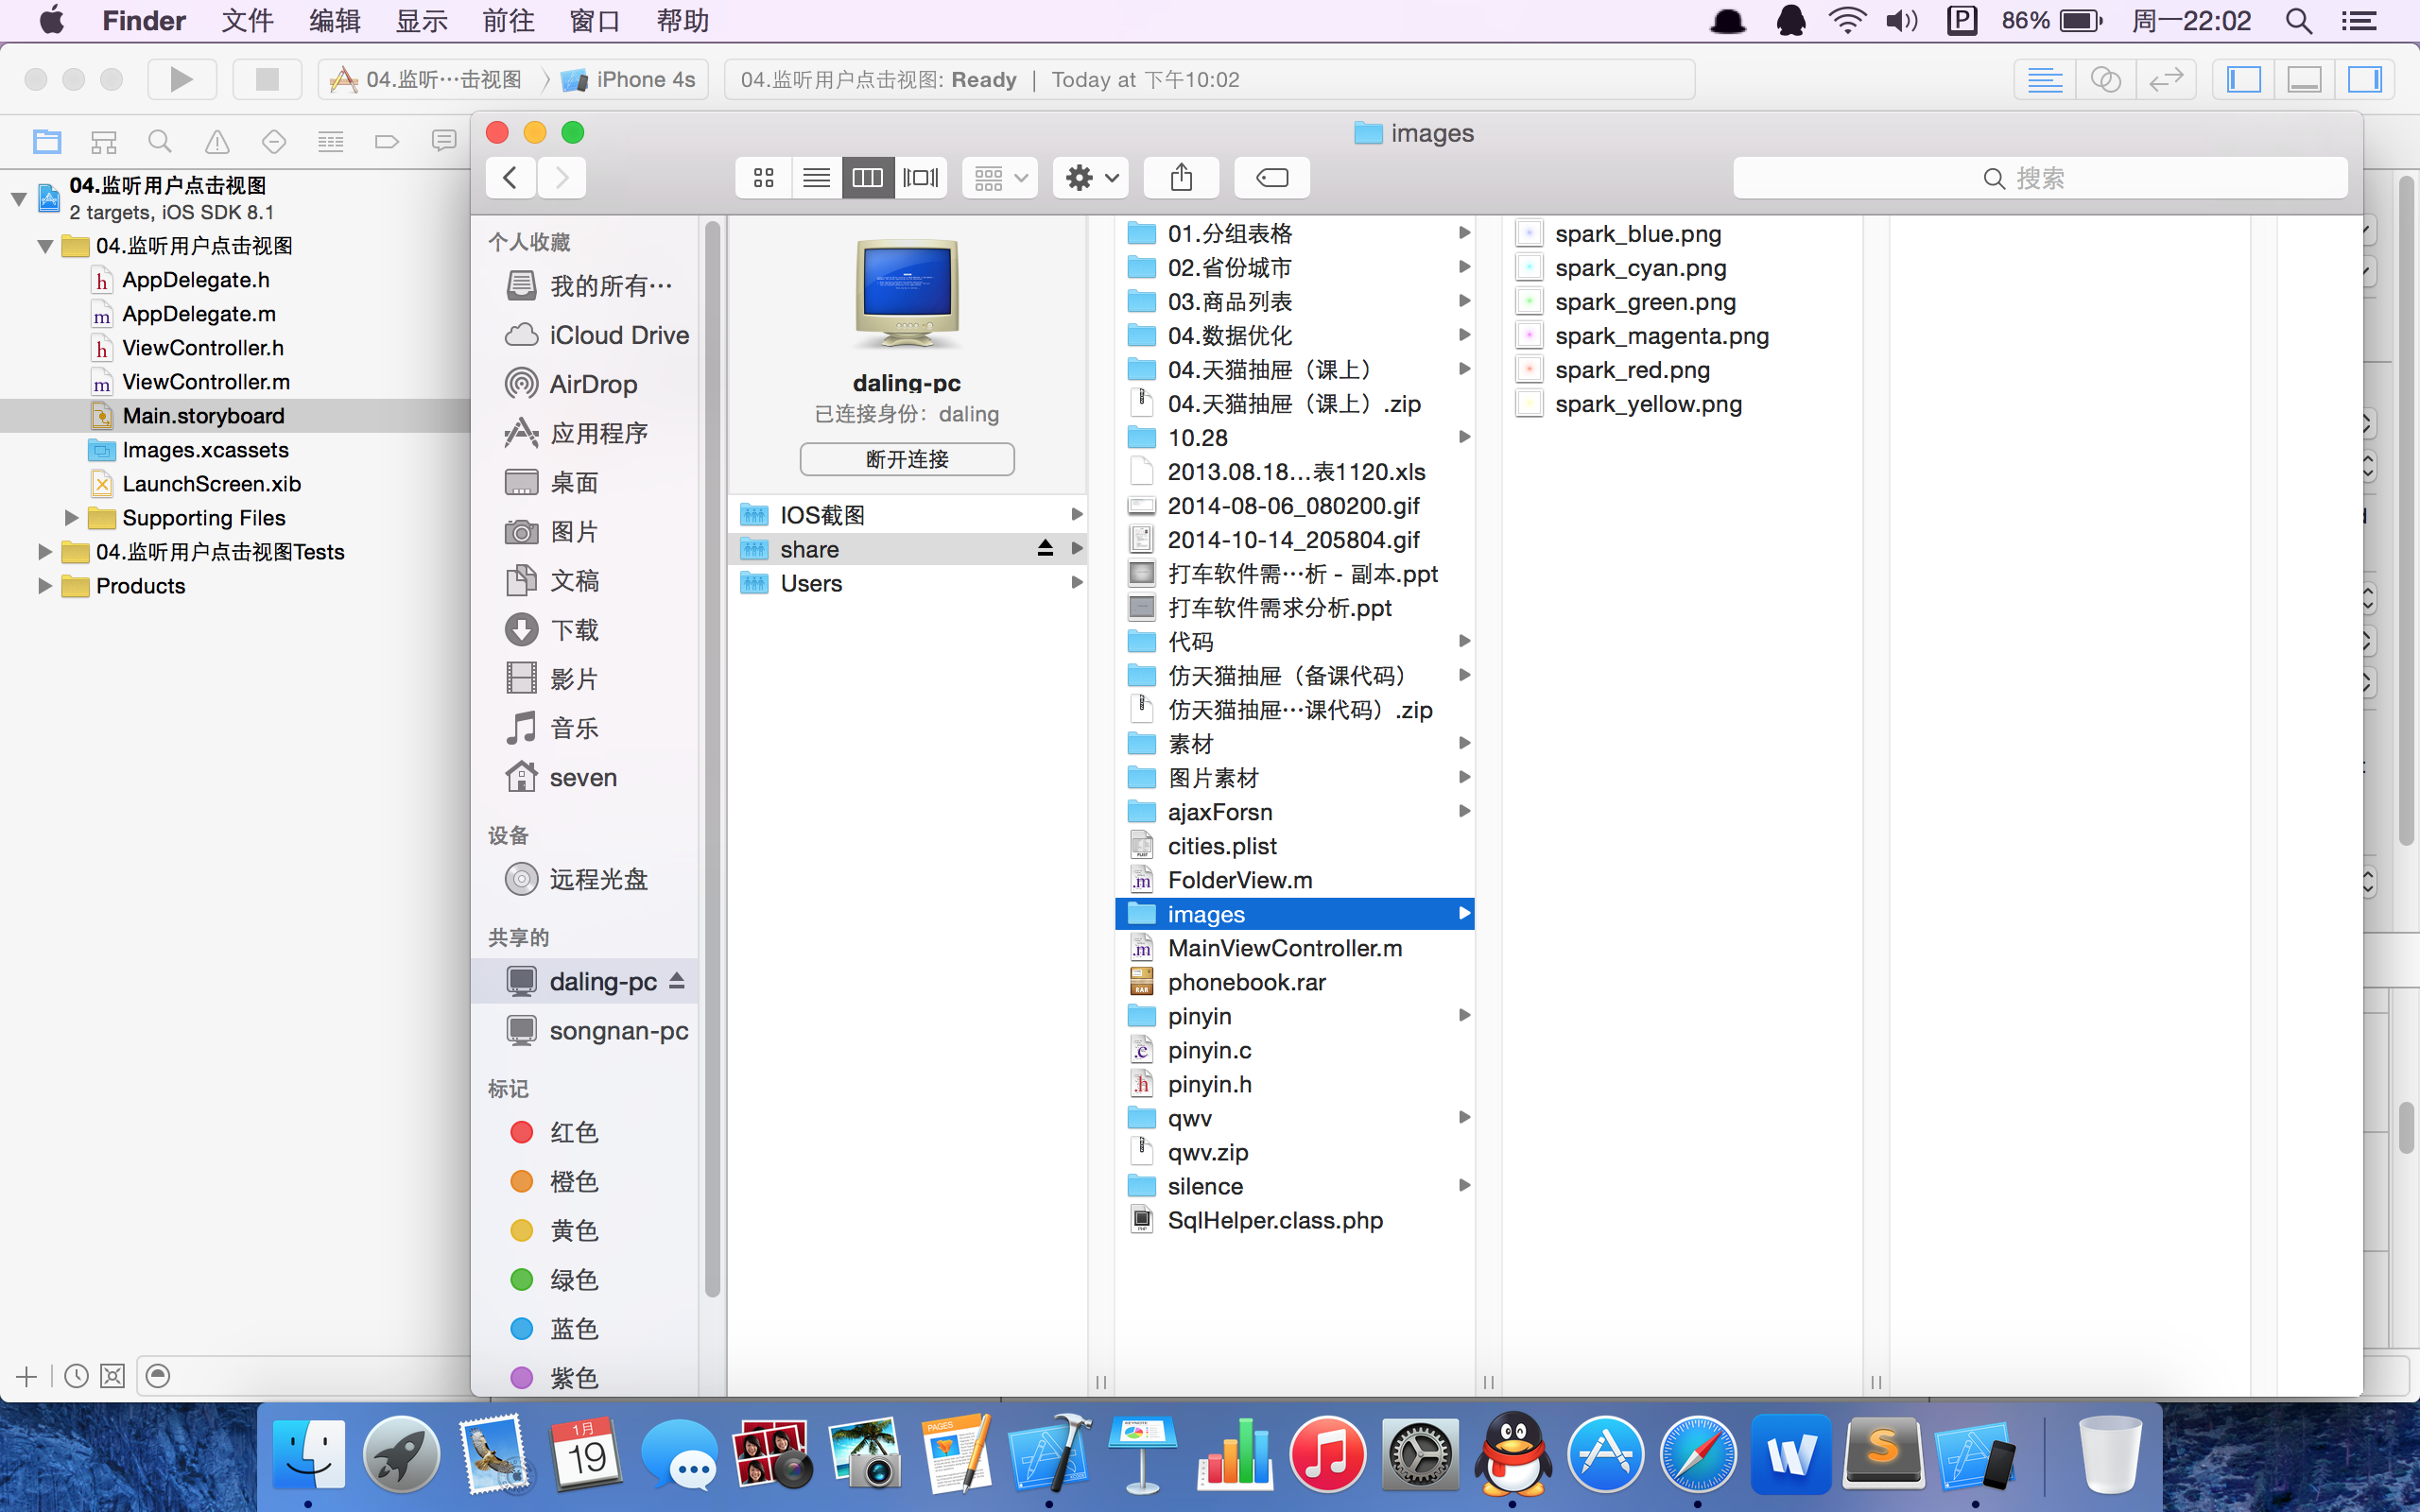 Finder 文件 编辑 显示 前往 窗口 帮助 P 86% 周一22:02
04.监听…击视图 iPhone 4s
04.监听用户点击视图: Ready | Today at 下午10:02
04.监听用户点击视图
2 targets, iOS SDK 8.1
04.监听用户点击视图
AppDelegate.h
AppDelegate.m
ViewController.h
ViewController.m
Main.storyboard
Images.xcassets
LaunchScreen.xib
Supporting Files
04.监听用户点击视图Tests
Products
images
搜索
个人收藏
我的所有…
iCloud Drive
AirDrop
应用程序
桌面
图片
文稿
下载
影片
音乐
seven
设备
远程光盘
共享的
daling-pc
songnan-pc
标记
红色
橙色
黄色
绿色
蓝色
紫色
daling-pc
已连接身份: daling
断开连接
IOS截图
share
Users
01.分组表格
02.省份城市
03.商品列表
04.数据优化
04.天猫抽屉（课上）
04.天猫抽屉（课上）.zip
10.28
2013.08.18…表1120.xls
2014-08-06_080200.gif
2014-10-14_205804.gif
打车软件需…析 - 副本.ppt
打车软件需求分析.ppt
代码
仿天猫抽屉（备课代码）
仿天猫抽屉…课代码）.zip
素材
图片素材
ajaxForsn
cities.plist
FolderView.m
images
MainViewController.m
phonebook.rar
pinyin
pinyin.c
pinyin.h
qwv
qwv.zip
silence
SqlHelper.class.php
spark_blue.png
spark_cyan.png
spark_green.png
spark_magenta.png
spark_red.png
spark_yellow.png
1月
19
PAGES